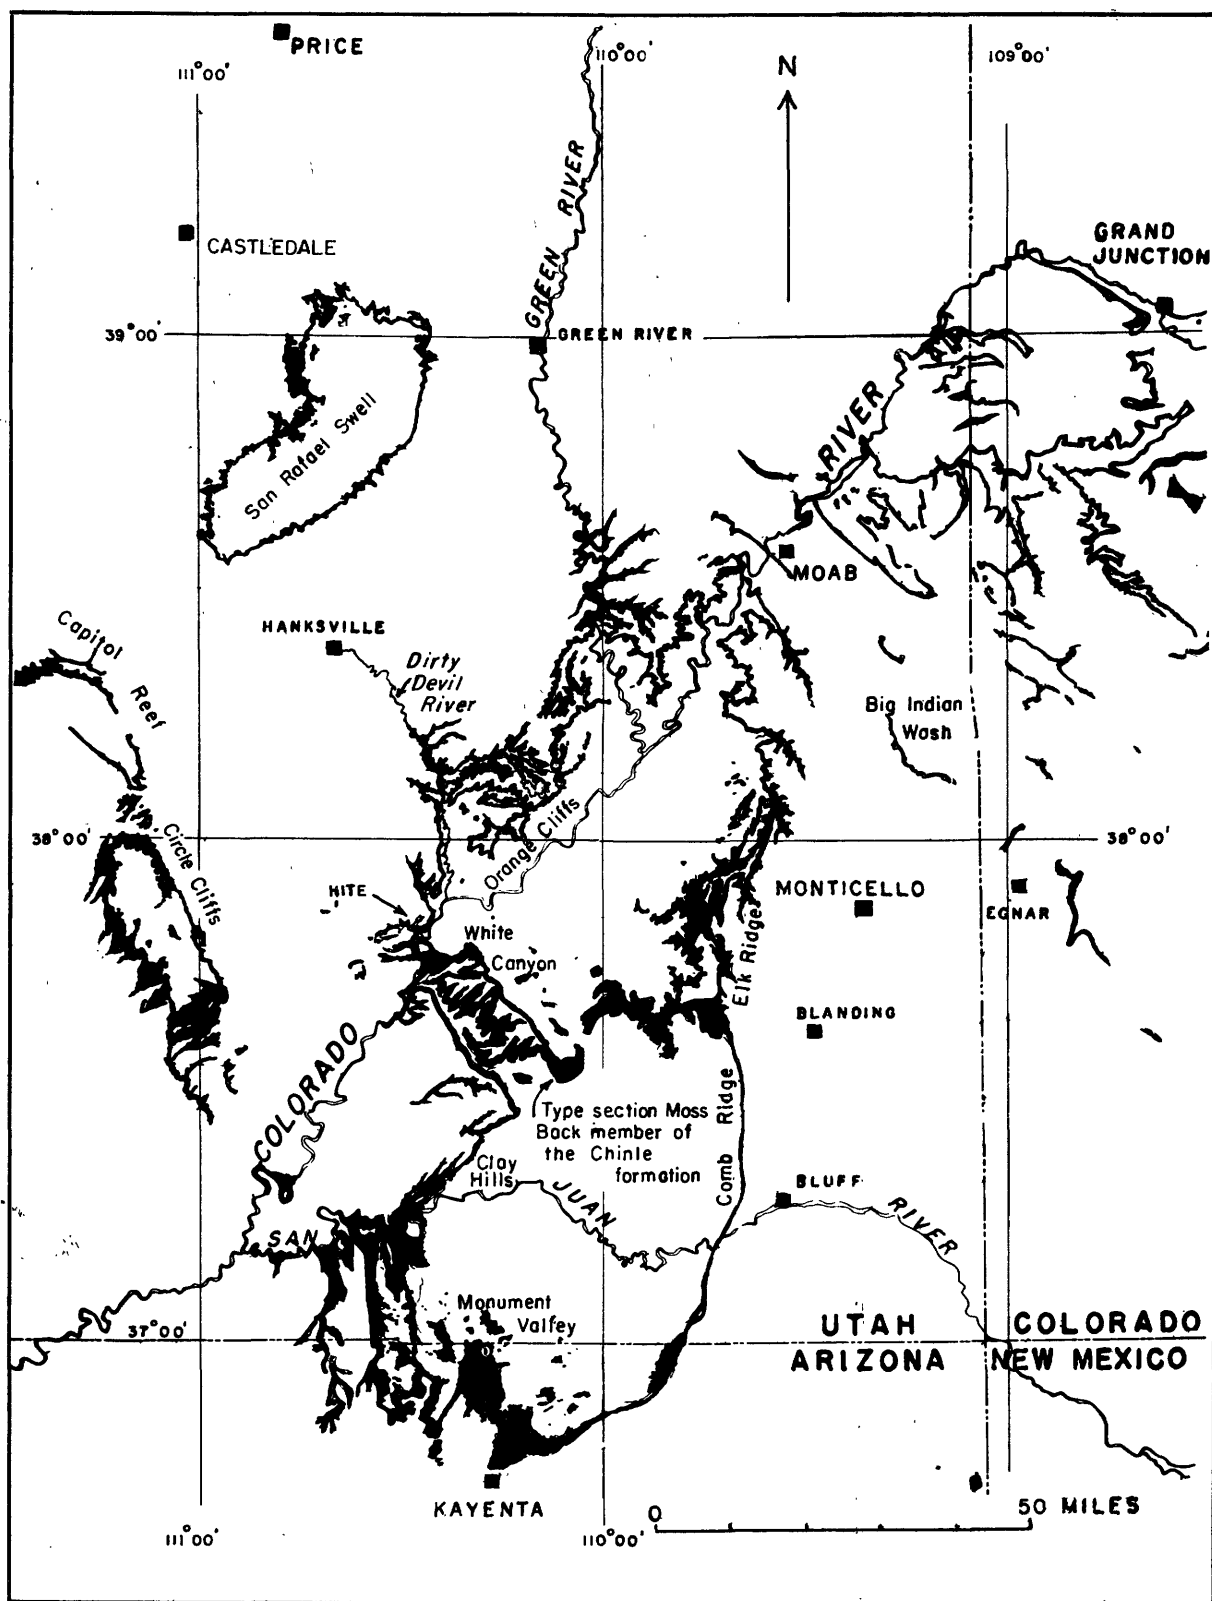 PRICE
111°00'
110°00'
109°00'
N
GREEN RIVER
CASTLEDALE
GRAND
JUNCTION
39°00'
GREEN RIVER
San Rafael Swell
RIVER
MOAB
Capitol
Reef
HANKSVILLE
Dirty
Devil
River
Big Indian
Wash
38°00'
Circle Cliffs
Orange Cliffs
38°00'
HITE
MONTICELLO
EGNAR
White
Canyon
Elk Ridge
BLANDING
COLORADO
Type section Moss
Back member of
the Chinle
formation
Comb Ridge
Clay
Hills
JUAN
BLUFF
RIVER
SAN
Monument
Valley
37°00'
UTAH
COLORADO
ARIZONA
NEW MEXICO
KAYENTA
0
50 MILES
111°00'
110°00'